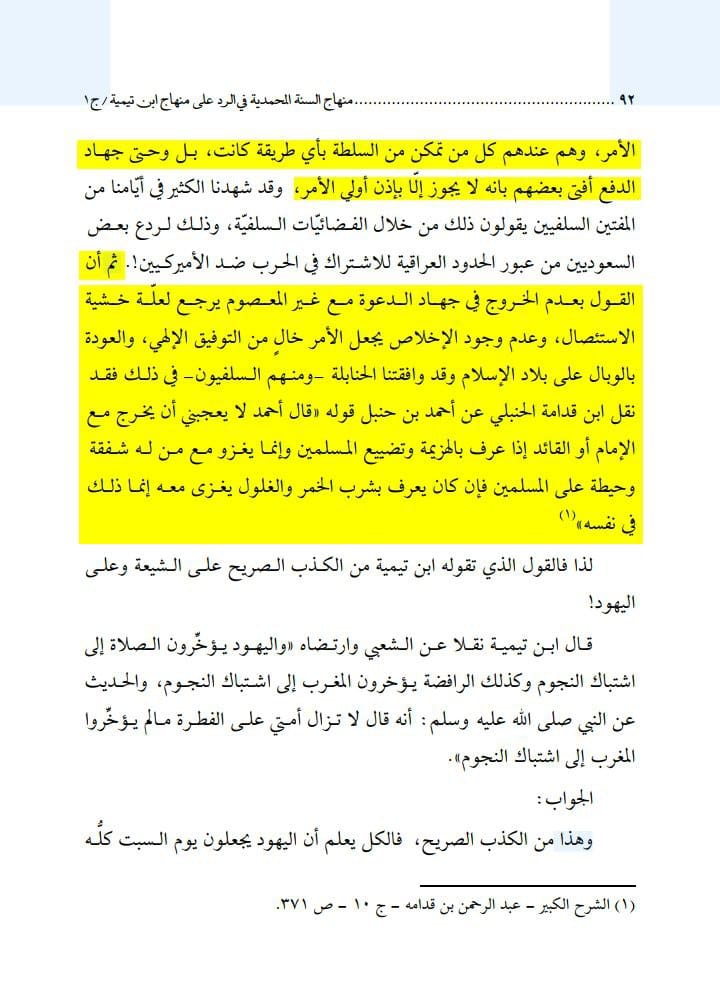 ٩٢ ........................................................ منهاج السنة المحمدية في الرد على منهاج ابن تيمية /ج١
الأمر، وهم عندهم كل من تمكن من السلطة بأي طريقة كانت، بل وحتى جهاد
الدفع أفتى بعضهم بانه لا يجوز إلّا بإذن أولي الأمر، وقد شهدنا الكثير في أيّامنا من
المفتين السلفيين يقولون ذلك من خلال الفضائيّات السلفيّة، وذلك لردع بعض
السعوديين من عبور الحدود العراقية للاشتراك في الحرب ضد الأميركيين!. ثم أن
القول بعدم الخروج في جهاد الدعوة مع غير المعصوم يرجع لعلّة خشية
الاستئصال، وعدم وجود الإخلاص يجعل الأمر خالٍ من التوفيق الإلهي، والعودة
بالوبال على بلاد الإسلام وقد وافقتنا الحنابلة -ومنهم السلفيون- في ذلك فقد
نقل ابن قدامة الحنبلي عن أحمد بن حنبل قوله «قال أحمد لا يعجبني أن يخرج مع
الإمام أو القائد إذا عرف بالهزيمة وتضييع المسلمين وإنما يغزو مع من له شفقة
وحيطة على المسلمين فإن كان يعرف بشرب الخمر والغلول يغزى معه إنما ذلك
في نفسه»(١)
لذا فالقول الذي تقوله ابن تيمية من الكذب الصريح على الشيعة وعلى
اليهود!
قال ابن تيمية نقلا عن الشعبي وارتضاه «واليهود يؤخِّرون الصلاة إلى
اشتباك النجوم وكذلك الرافضة يؤخرون المغرب إلى اشتباك النجوم، والحديث
عن النبي صلى الله عليه وسلم: أنه قال لا تزال أمتي على الفطرة مالم يؤخِّروا
المغرب إلى اشتباك النجوم».
الجواب:
وهذا من الكذب الصريح، فالكل يعلم أن اليهود يجعلون يوم السبت كلُّه
(١) الشرح الكبير - عبد الرحمن بن قدامه - ج ١٠ - ص ٣٧١.